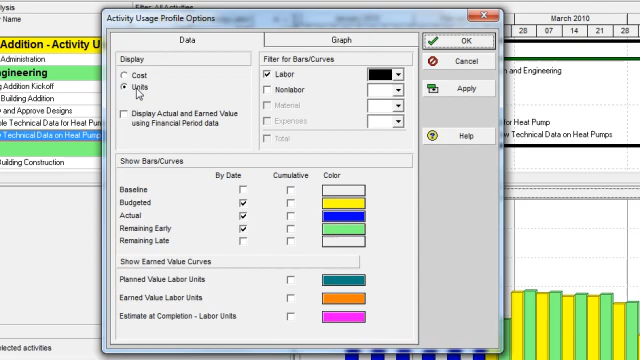 alysis
Filter: All Activities
Activity Usage Profile Options
y Name
March 2010
28 07 14 21 28
Data
Graph
OK
Addition - Activity U
Administration
gineering
Addition Kickoff
Building Addition
and Approve Designs
ble Technical Data for Heat Pump
w Technical Data on Heat Pump
Building Construction
elected activities
Display
Cost
Units
Display Actual and Earned Value
using Financial Period data
Filter for Bars/Curves
Labor
Nonlabor
Material
Expenses
Total
Cancel
Apply
Help
n and Engineering
for Heat Pumps
w Technical Data on Heat Pumps
Show Bars/Curves
By Date
Cumulative
Color
Baseline
Budgeted
Actual
Remaining Early
Remaining Late
Show Earned Value Curves
Planned Value Labor Units
Earned Value Labor Units
Estimate at Completion - Labor Units